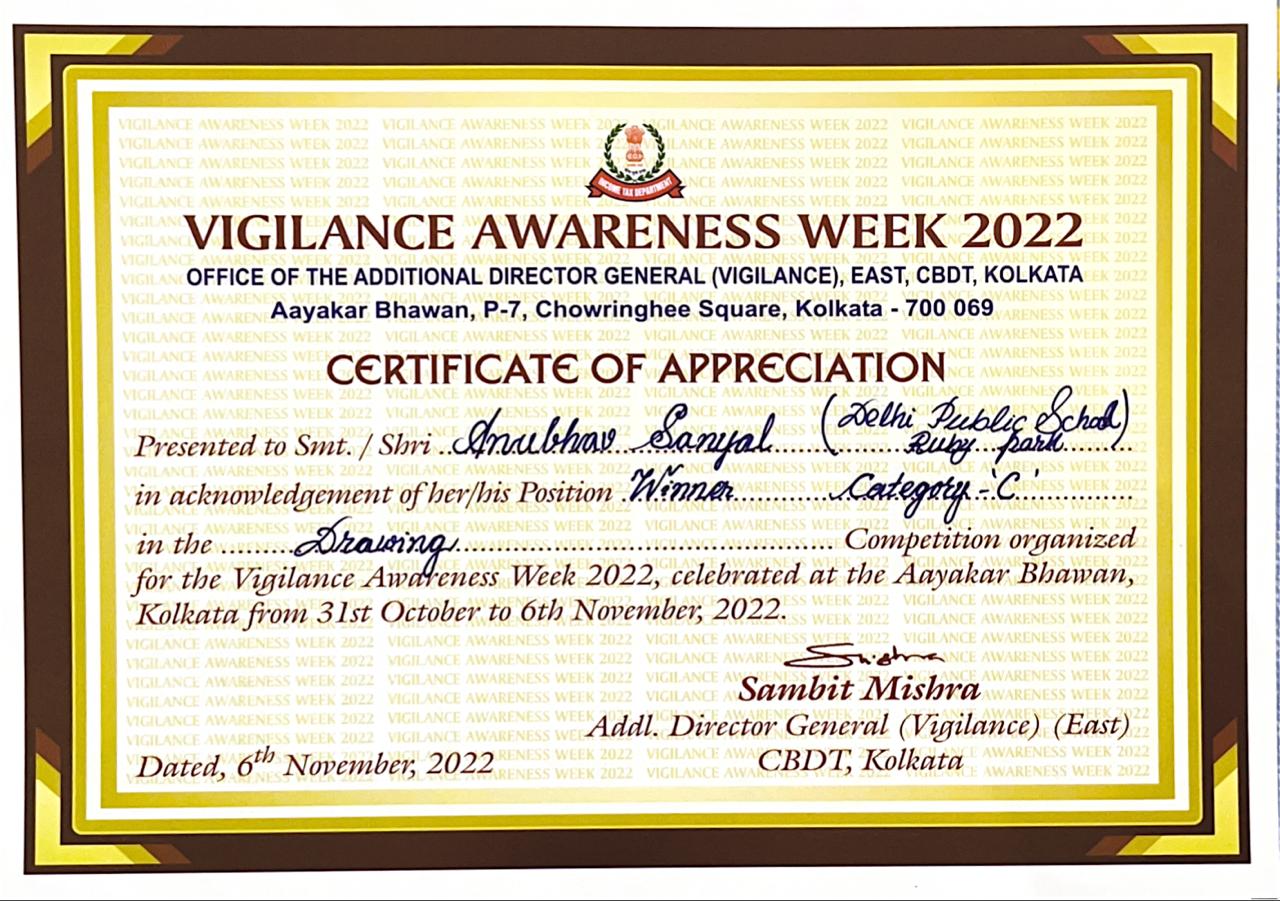 INCOME TAX DEPARTMENT
VIGILANCE AWARENESS WEEK 2022
OFFICE OF THE ADDITIONAL DIRECTOR GENERAL (VIGILANCE), EAST, CBDT, KOLKATA
Aayakar Bhawan, P-7, Chowringhee Square, Kolkata - 700 069
CERTIFICATE OF APPRECIATION
Presented to Smt. / Shri ..Anubhav Sanyal (Delhi Public School)
Ruby park
in acknowledgement of her/his Position .Winner............Category-'C'..............
in the .........Drawing................................................... Competition organized
for the Vigilance Awareness Week 2022, celebrated at the Aayakar Bhawan,
Kolkata from 31st October to 6th November, 2022.
Sambit Mishra
Addl. Director General (Vigilance) (East)
CBDT, Kolkata
Dated, 6th November, 2022